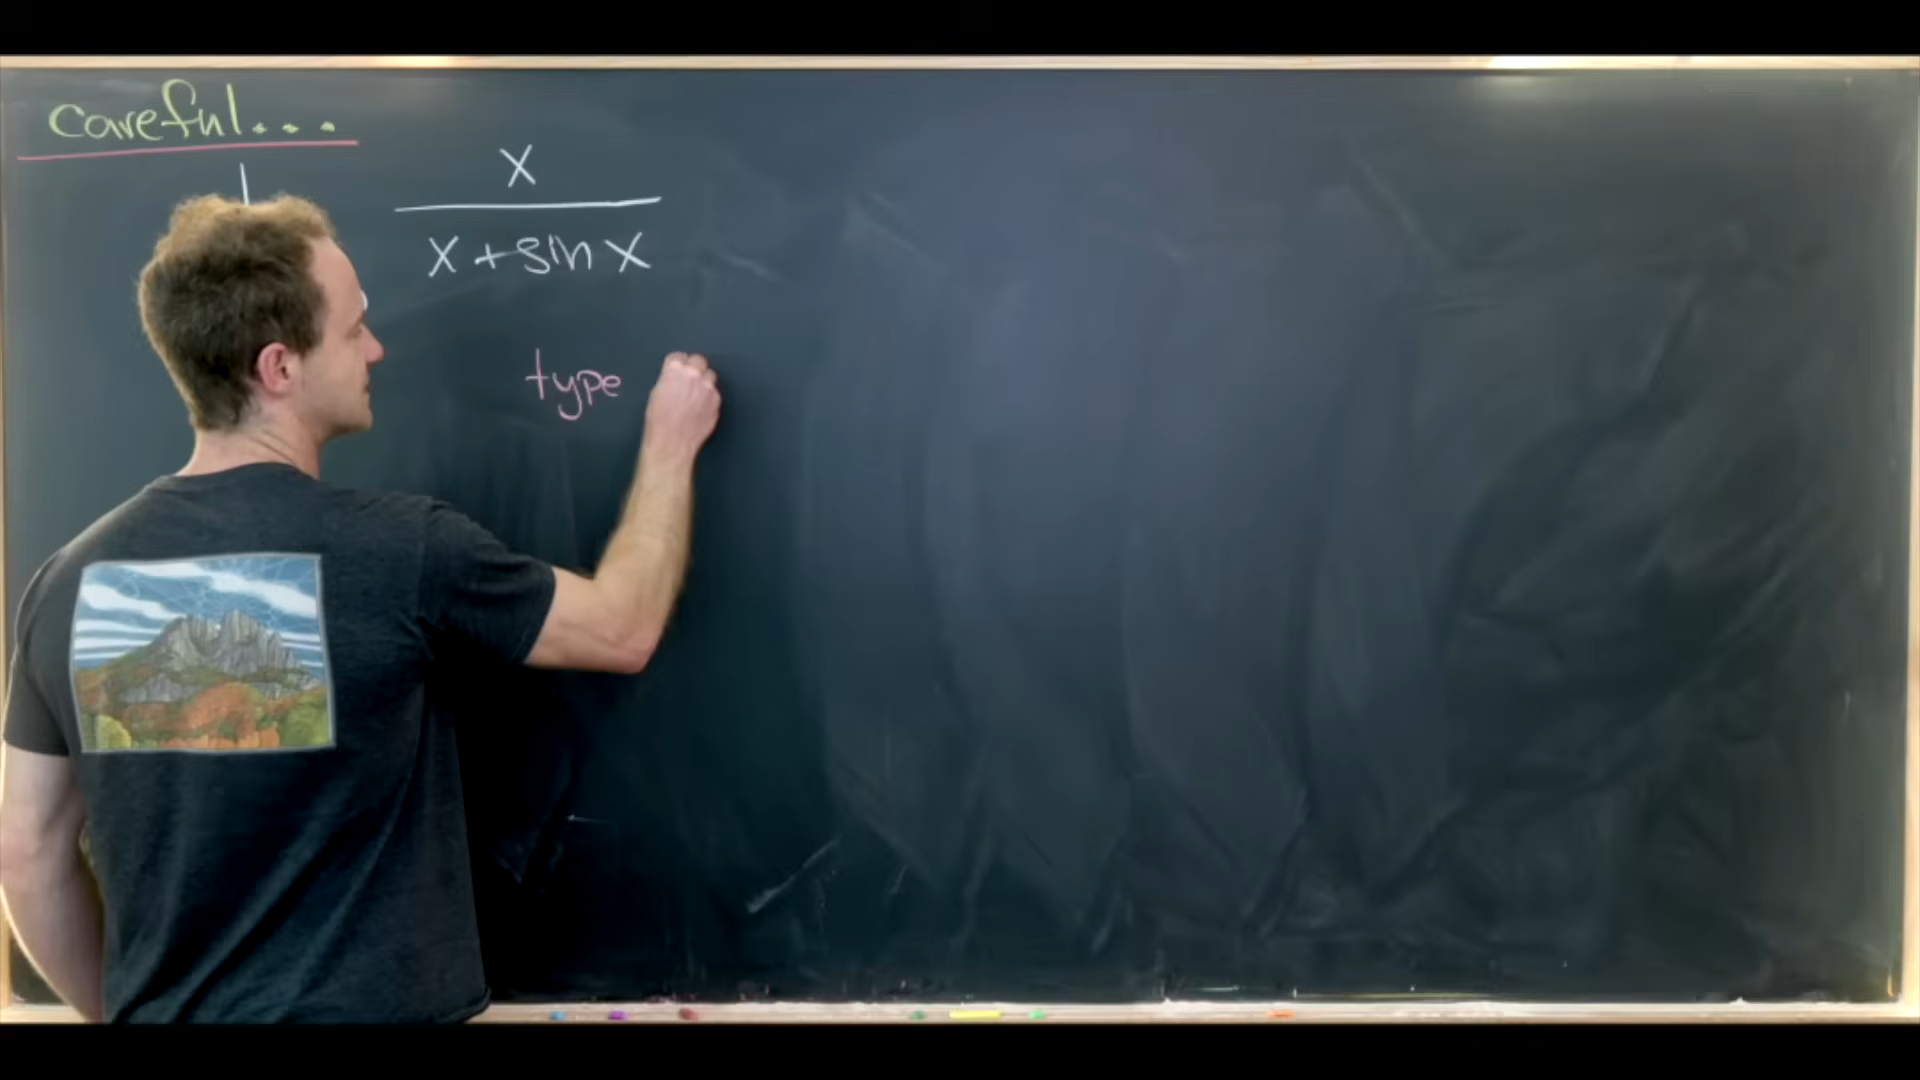 careful...
x
x + sin x
type